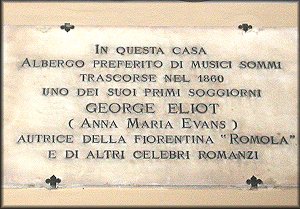 IN QUESTA CASA
ALBERGO PREFERITO DI MUSICI SOMMI
TRASCORSE NEL 1860
UNO DEI SUOI PRIMI SOGGIORNI
GEORGE ELIOT
( ANNA MARIA EVANS )
AUTRICE DELLA FIORENTINA "ROMOLA"
E DI ALTRI CELEBRI ROMANZI